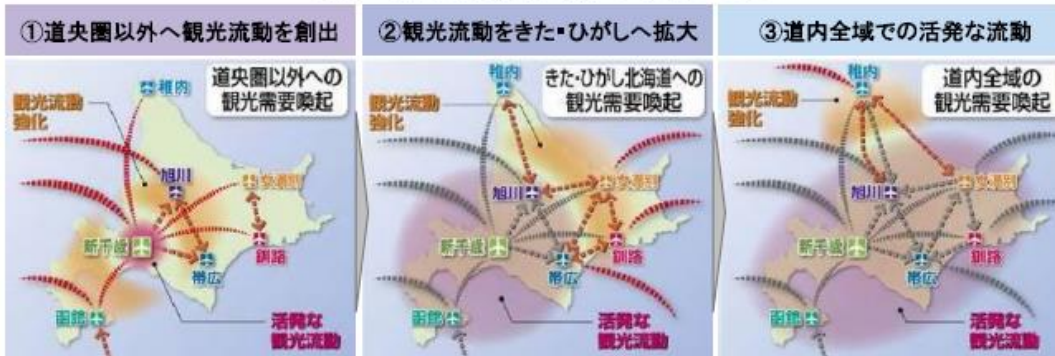 ①道央圏以外へ観光流動を創出
②観光流動をきた・ひがしへ拡大
③道内全域での活発な流動
道央圏以外への
観光需要喚起
観光流動
強化
稚内
旭川
女満別
新千歳
釧路
帯広
函館
活発な
観光流動
きた・ひがし北海道への
観光需要喚起
稚内
観光流動
強化
旭川
女満別
新千歳
釧路
帯広
函館
活発な
観光流動
道内全域の
観光需要喚起
稚内
観光流動
強化
旭川
女満別
新千歳
釧路
帯広
函館
活発な
観光流動